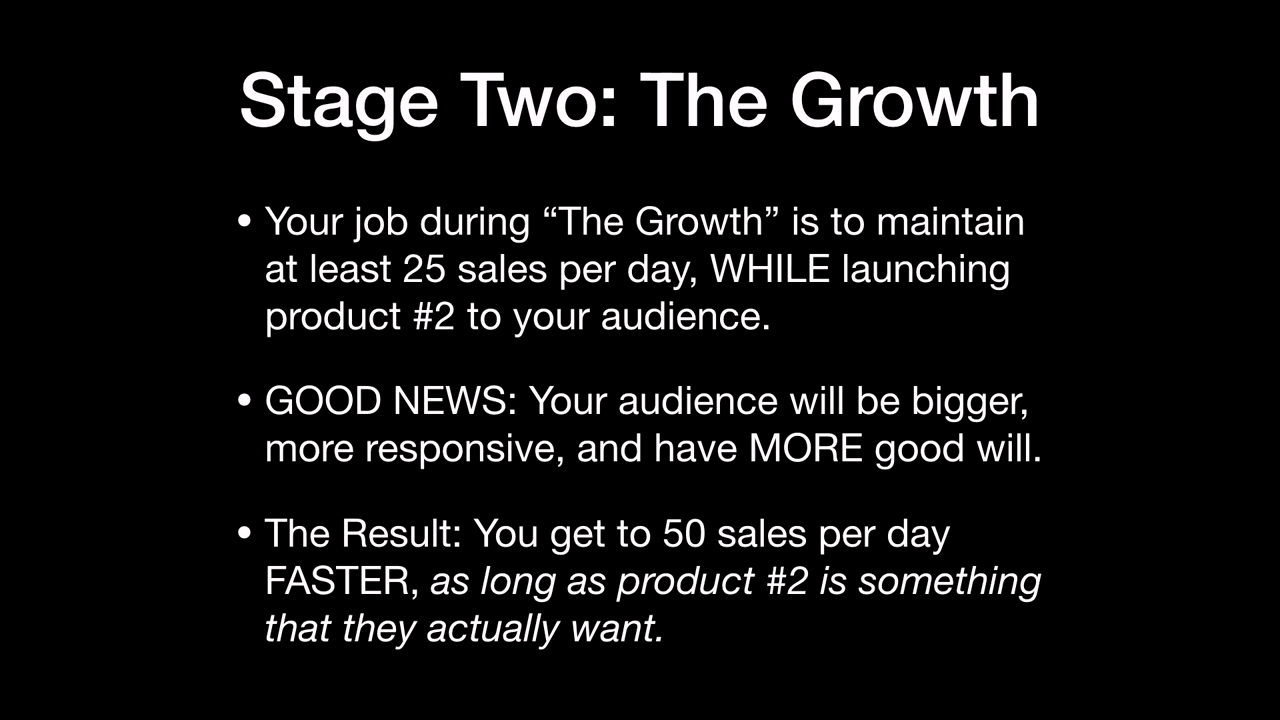 Stage Two: The Growth
• Your job during “The Growth” is to maintain
at least 25 sales per day, WHILE launching
product #2 to your audience.
• GOOD NEWS: Your audience will be bigger,
more responsive, and have MORE good will.
• The Result: You get to 50 sales per day
FASTER, as long as product #2 is something
that they actually want.